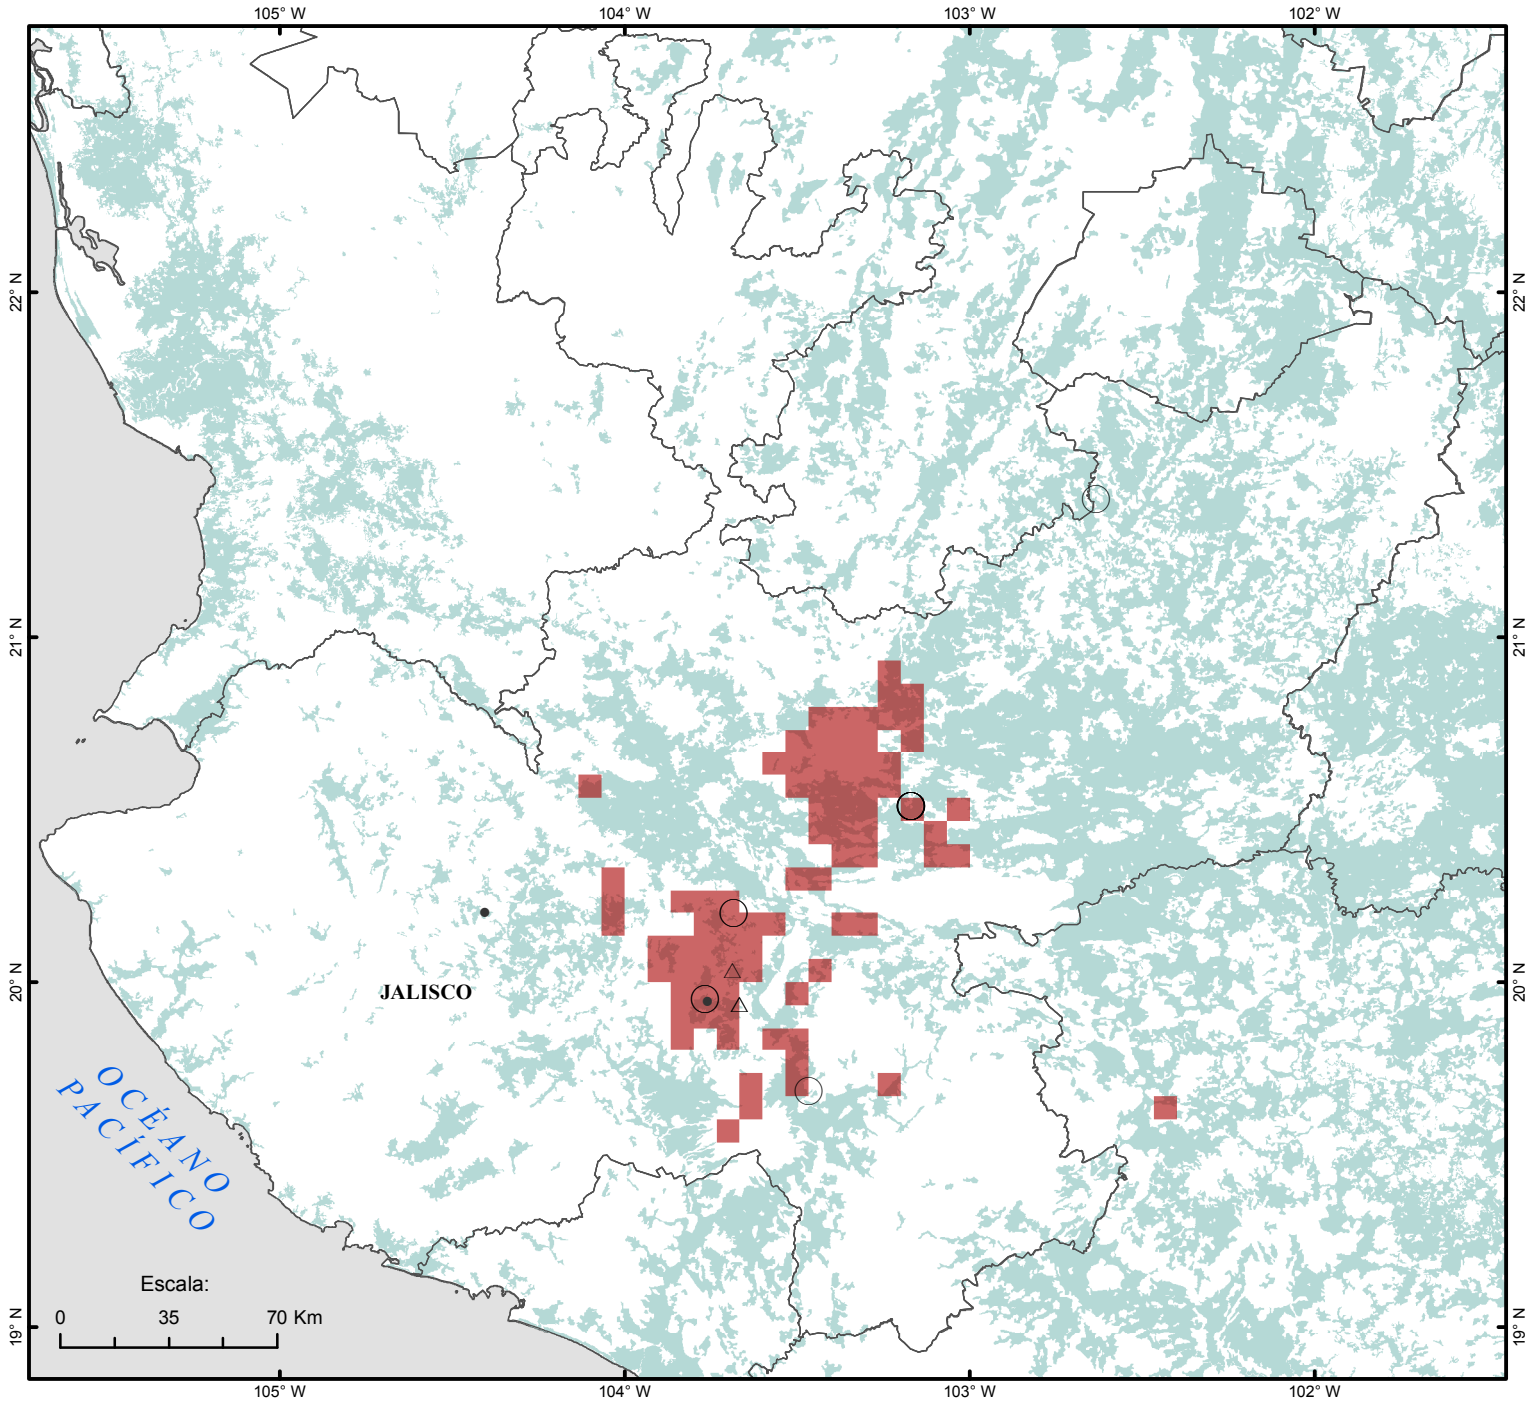 105° W 104° W 103° W 102° W
22° N 22° N
21° N 21° N
20° N 20° N
JALISCO
OCÉANO
PACÍFICO
Escala:
0 35 70 Km
19° N 19° N
105° W 104° W 103° W 102° W